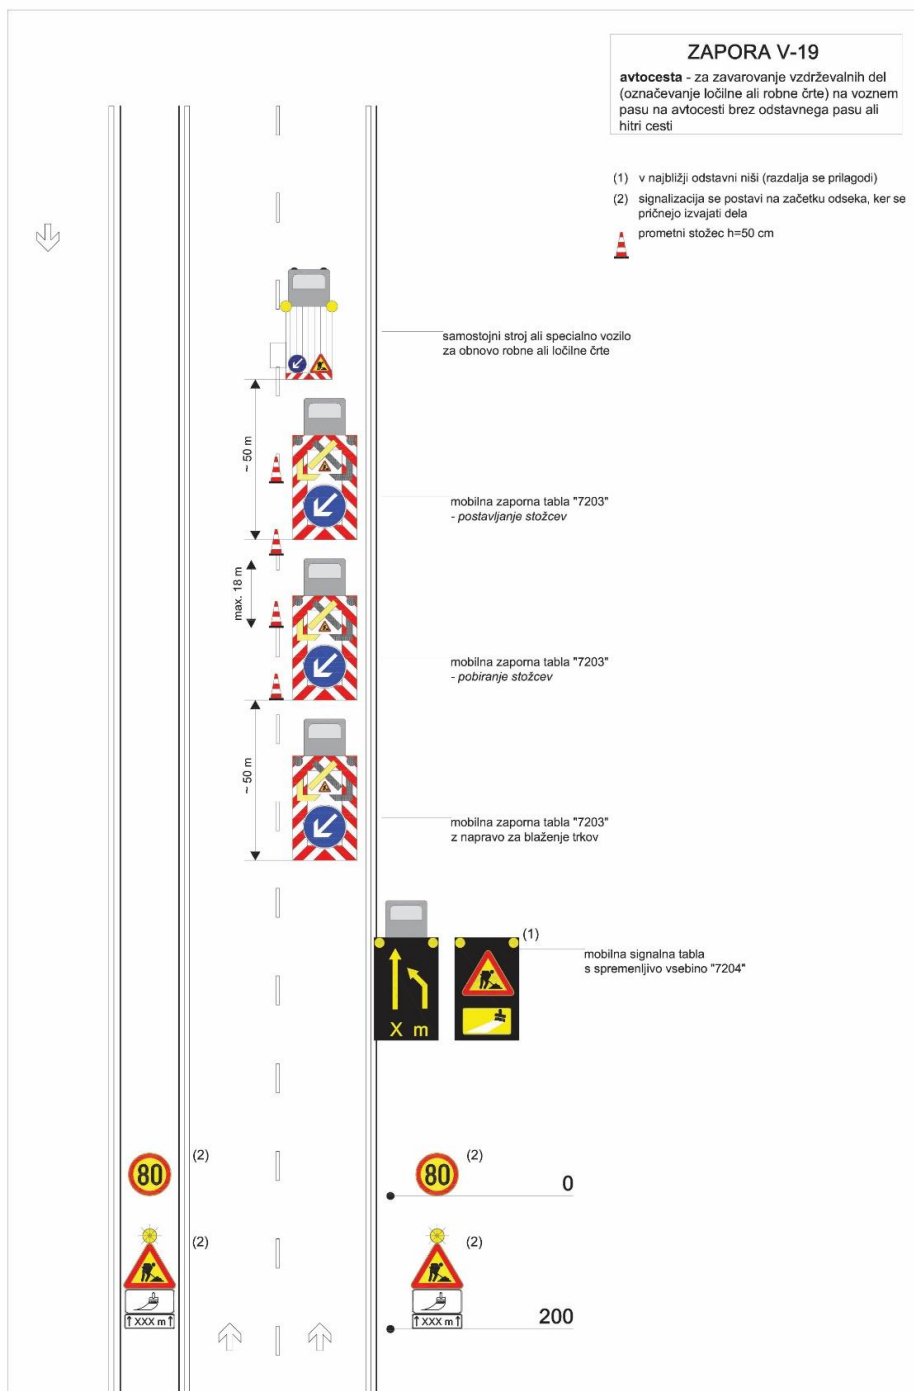 ZAPORA V-19
avtocesta - za zavarovanje vzdrževalnih del
(označevanje ločilne ali robne črte) na voznem
pasu na avtocesti brez odstavnega pasu ali
hitri cesti
(1) v najbližji odstavni niši (razdalja se prilagodi)
(2) signalizacija se postavi na začetku odseka, ker se
pričnejo izvajati dela
prometni stožec h=50 cm
samostojni stroj ali specialno vozilo
za obnovo robne ali ločilne črte
~ 50 m
mobilna zaporna tabla "7203"
- postavljanje stožcev
max. 18 m
mobilna zaporna tabla "7203"
- pobiranje stožcev
~ 50 m
mobilna zaporna tabla "7203"
z napravo za blaženje trkov
(1)
mobilna signalna tabla
s spremenljivo vsebino "7204"
X m
80 (2)
80 (2)
0
(2)
(2)
XXX m
XXX m
200